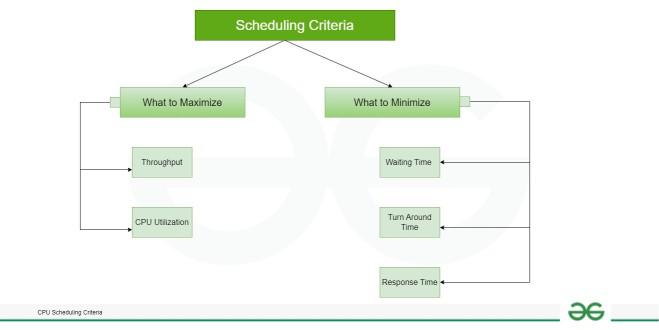 Scheduling Criteria
What to Maximize
What to Minimize
Throughput
Waiting Time
CPU Utilization
Turn Around
Time
Response Time
CPU Scheduling Criteria